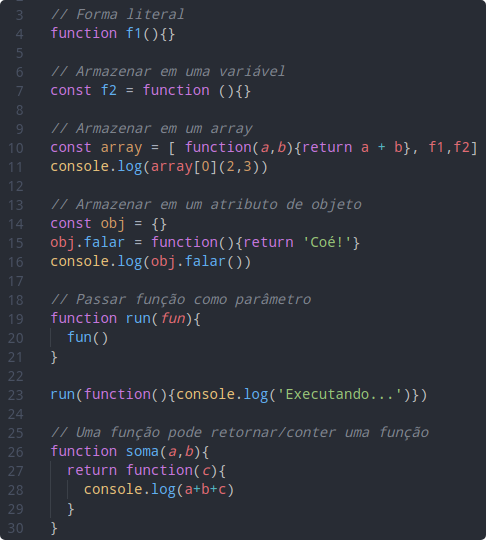 3 // Forma literal
4 function f1(){}
5
6 // Armazenar em uma variável
7 const f2 = function (){}
8
9 // Armazenar em um array
10 const array = [ function(a,b){return a + b}, f1,f2]
11 console.log(array[0](2,3))
12
13 // Armazenar em um atributo de objeto
14 const obj = {}
15 obj.falar = function(){return 'Coé!'}
16 console.log(obj.falar())
17
18 // Passar função como parâmetro
19 function run(fun){
20 fun()
21 }
22
23 run(function(){console.log('Executando...')})
24
25 // Uma função pode retornar/conter uma função
26 function soma(a,b){
27 return function(c){
28 console.log(a+b+c)
29 }
30 }